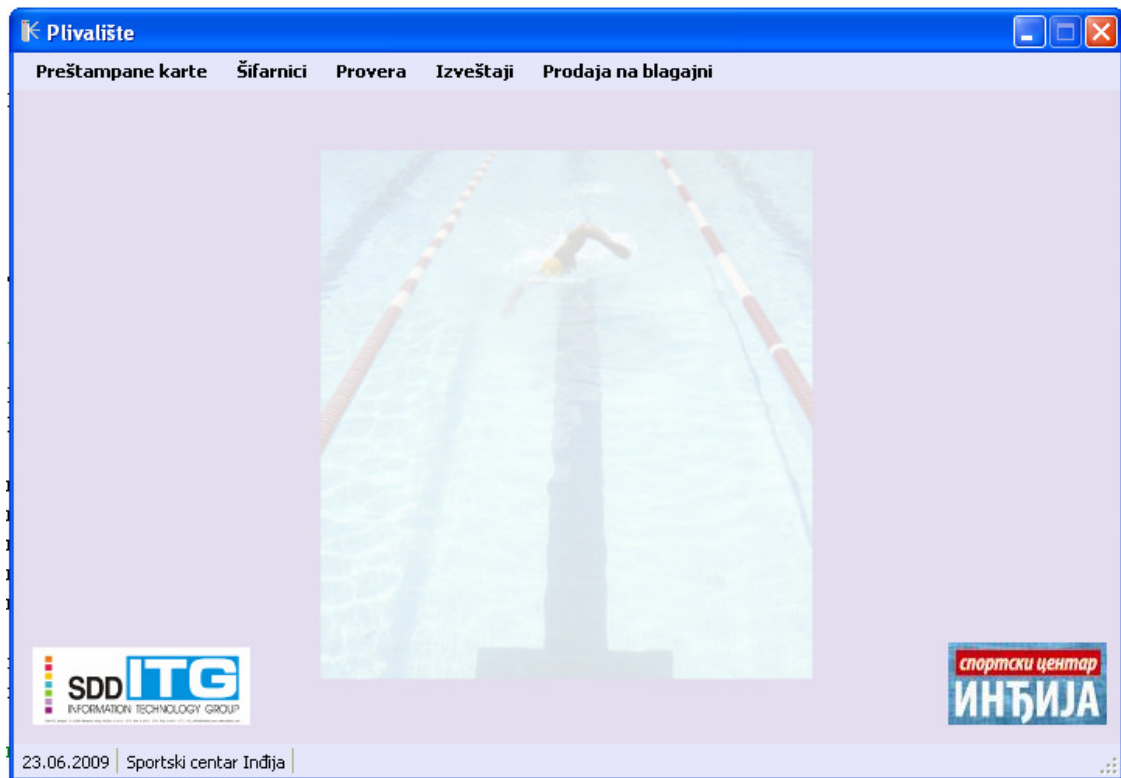 Plivalište
Preštampane karte Šifarnici Provera Izveštaji Prodaja na blagajni
SDD ITG
INFORMATION TECHNOLOGY GROUP
спортски центар
ИНЂИЈА
23.06.2009 Sportski centar Inđija